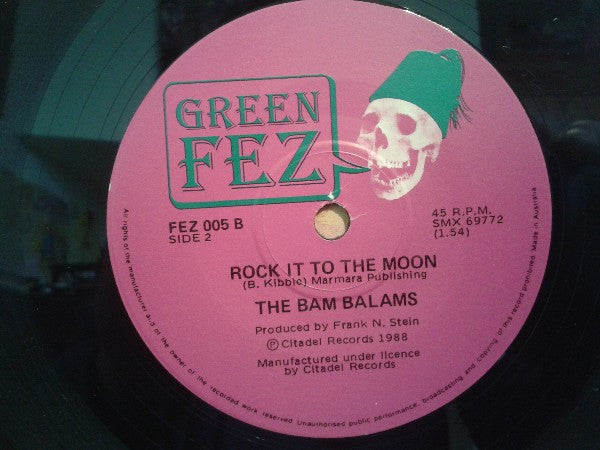 GREEN
FEZ
FEZ 005 B
SIDE 2
45 R.P.M.
SMX 69772
(1.54)
ROCK IT TO THE MOON
(B. Kibble) Marmara Publishing
THE BAM BALAMS
Produced by Frank N. Stein
Ⓟ Citadel Records 1988
Manufactured under licence
by Citadel Records
All rights of the manufacturer and of the owner of the recorded work reserved Unauthorised public performance, broadcasting and copying of this record prohibited. Made in Australia